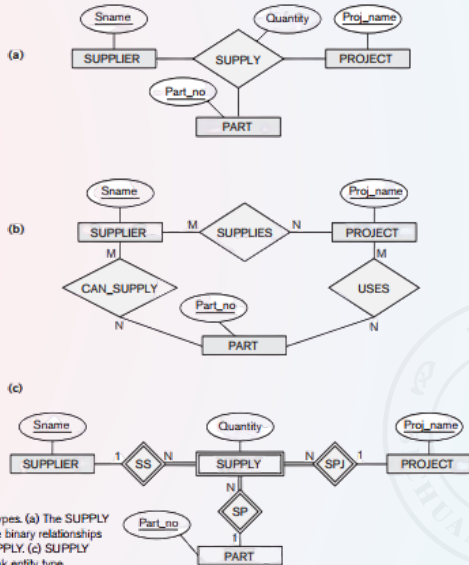 Sname
Quantity
Proj_name
(a)
SUPPLIER
SUPPLY
PROJECT
Part_no
PART
Sname
Proj_name
(b)
SUPPLIER
M
SUPPLIES
N
PROJECT
M
M
CAN_SUPPLY
USES
Part_no
N
N
PART
(c)
Sname
Quantity
Proj_name
SUPPLIER
1
SS
N
SUPPLY
N
SPJ
1
PROJECT
N
SP
Part_no
1
PART
ypes. (a) The SUPPLY
binary relationships
PPLY. (c) SUPPLY
entity type